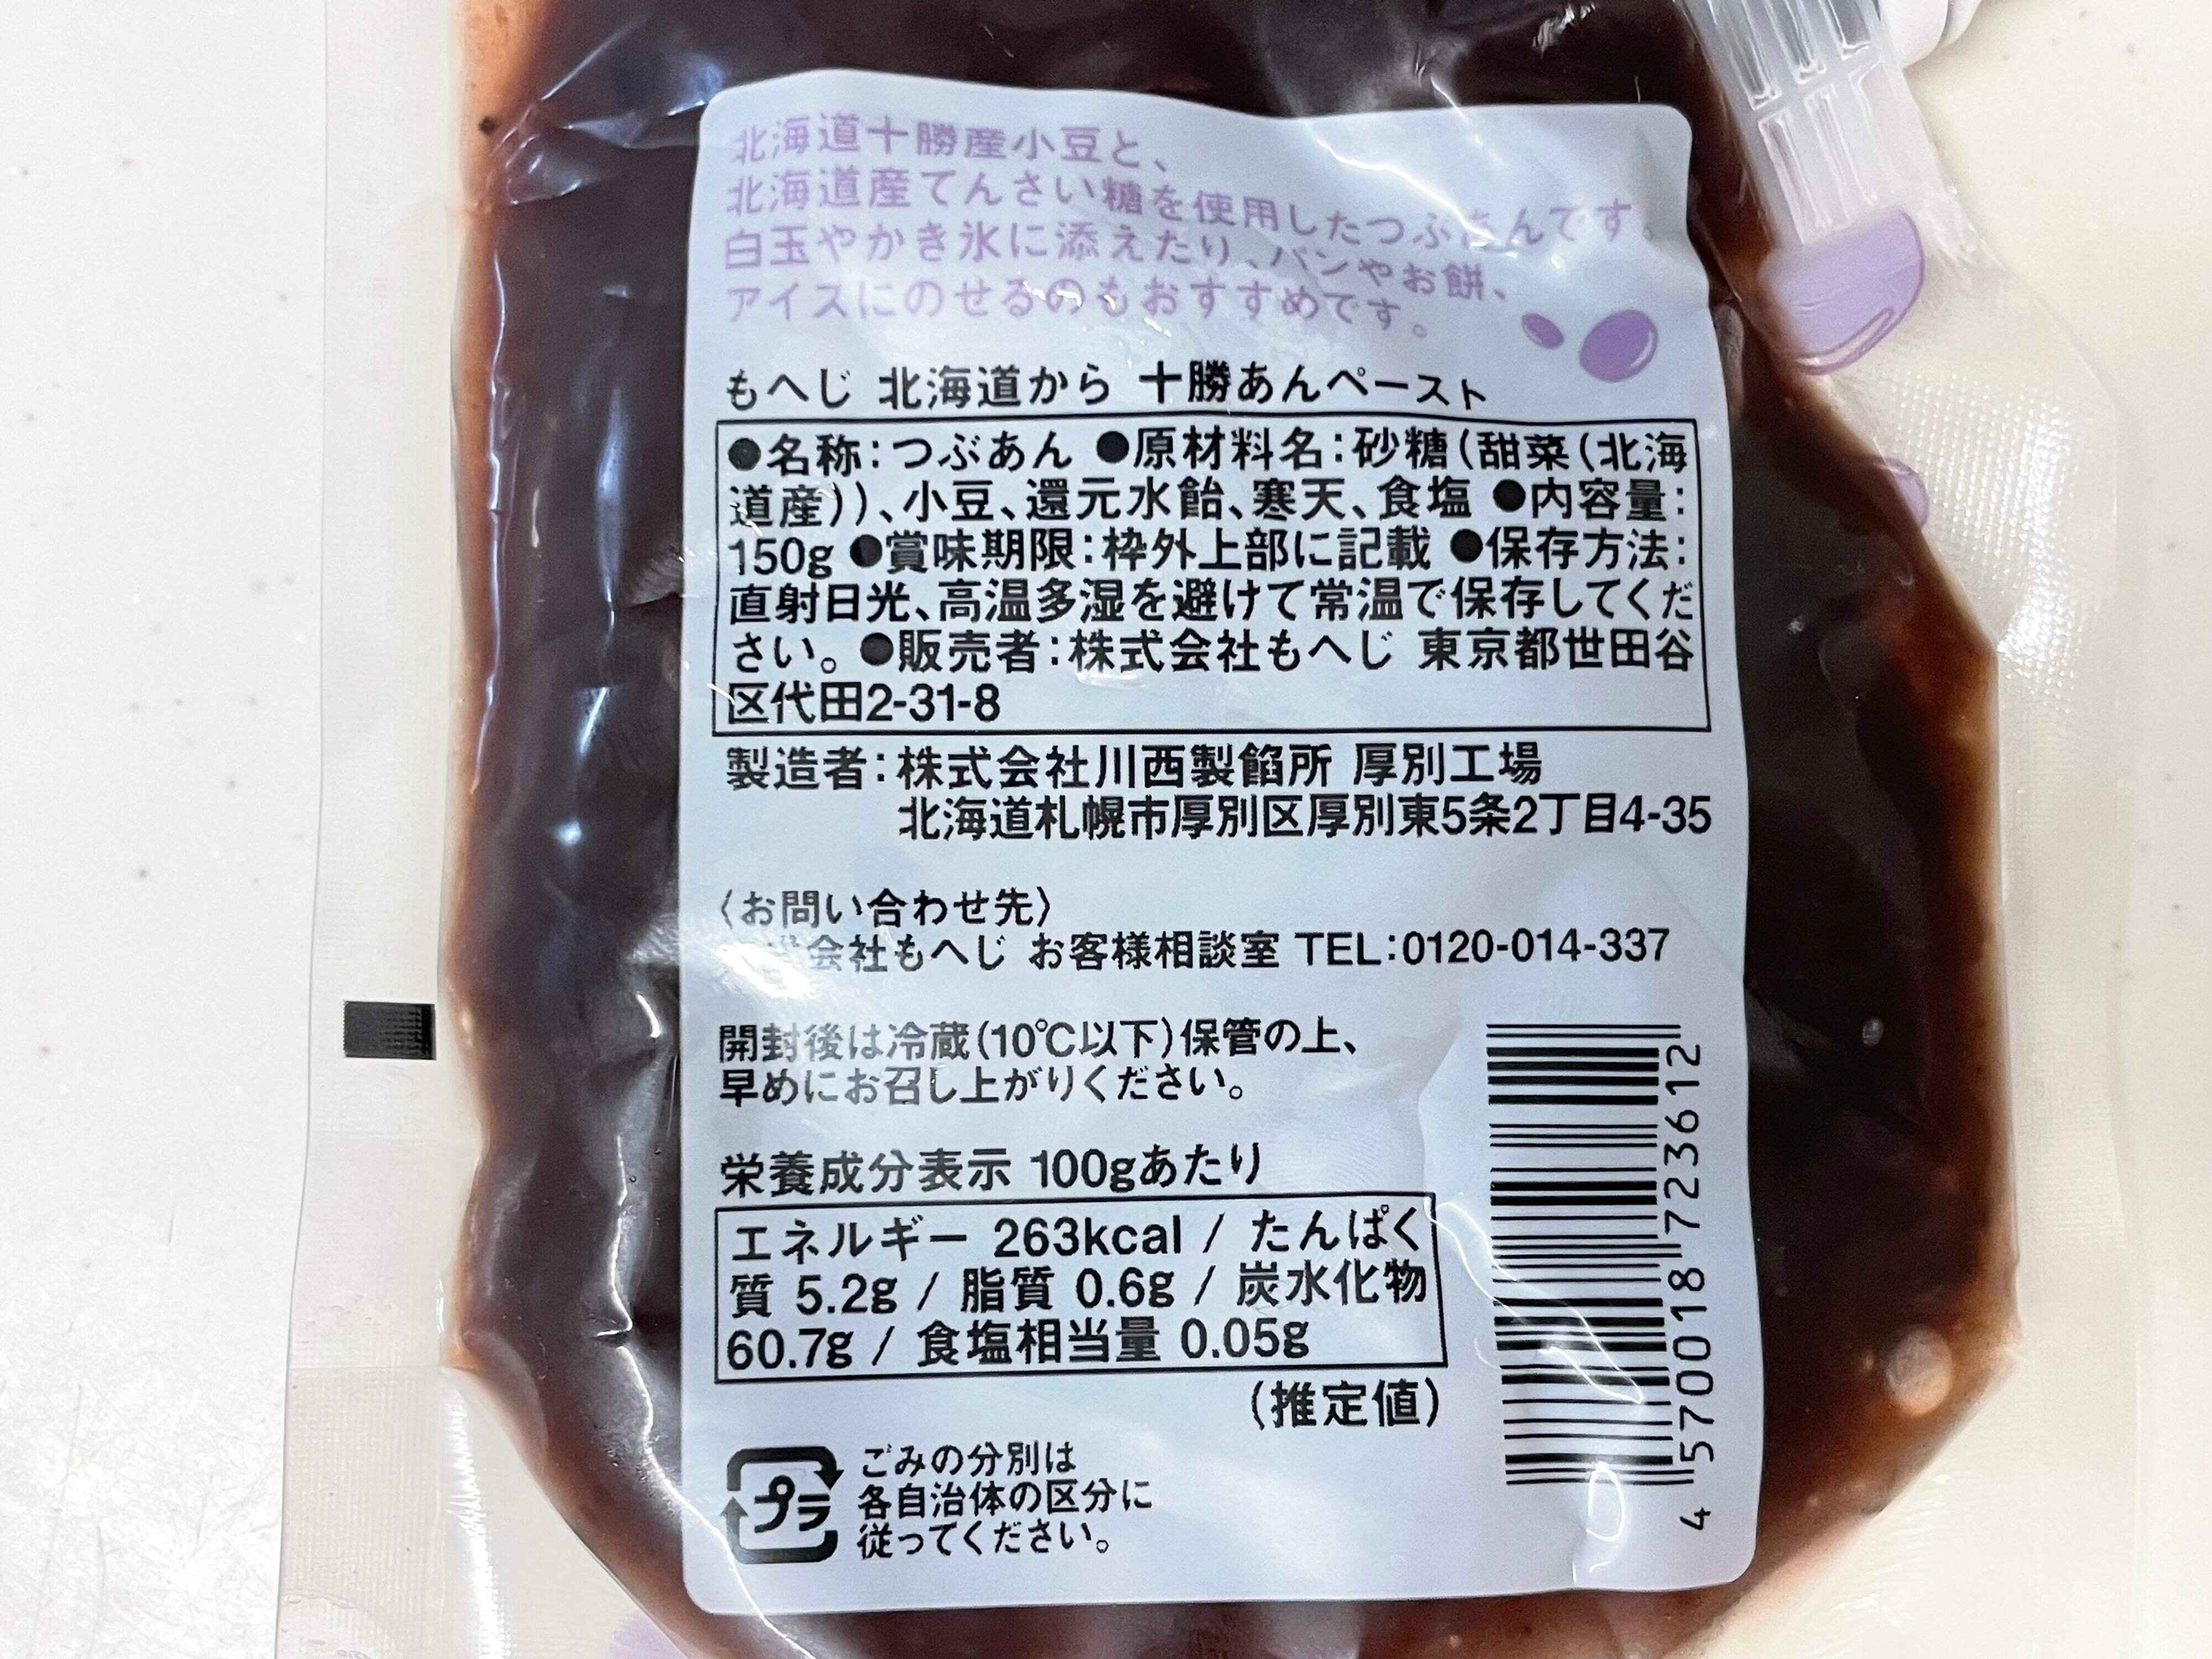 北海道十勝産小豆と、
北海道産てんさい糖を使用したつぶあんです。
白玉やかき氷に添えたり、パンやお餅、
アイスにのせるのもおすすめです。
もへじ 北海道から 十勝あんペースト
●名称:つぶあん ●原材料名:砂糖(甜菜(北海
道産))、小豆、還元水飴、寒天、食塩 ●内容量:
150g ●賞味期限:枠外上部に記載 ●保存方法:
直射日光、高温多湿を避けて常温で保存してくだ
さい。 ●販売者:株式会社もへじ 東京都世田谷
区代田2-31-8
製造者:株式会社川西製餡所 厚別工場
北海道札幌市厚別区厚別東5条2丁目4-35
〈お問い合わせ先〉
会社もへじ お客様相談室 TEL:0120-014-337
開封後は冷蔵(10℃以下)保管の上、
早めにお召し上がりください。
栄養成分表示 100gあたり
エネルギー 263kcal / たんぱく
質 5.2g / 脂質 0.6g / 炭水化物
60.7g / 食塩相当量 0.05g
(推定値)
プラ
ごみの分別は
各自治体の区分に
従ってください。
4570018723612